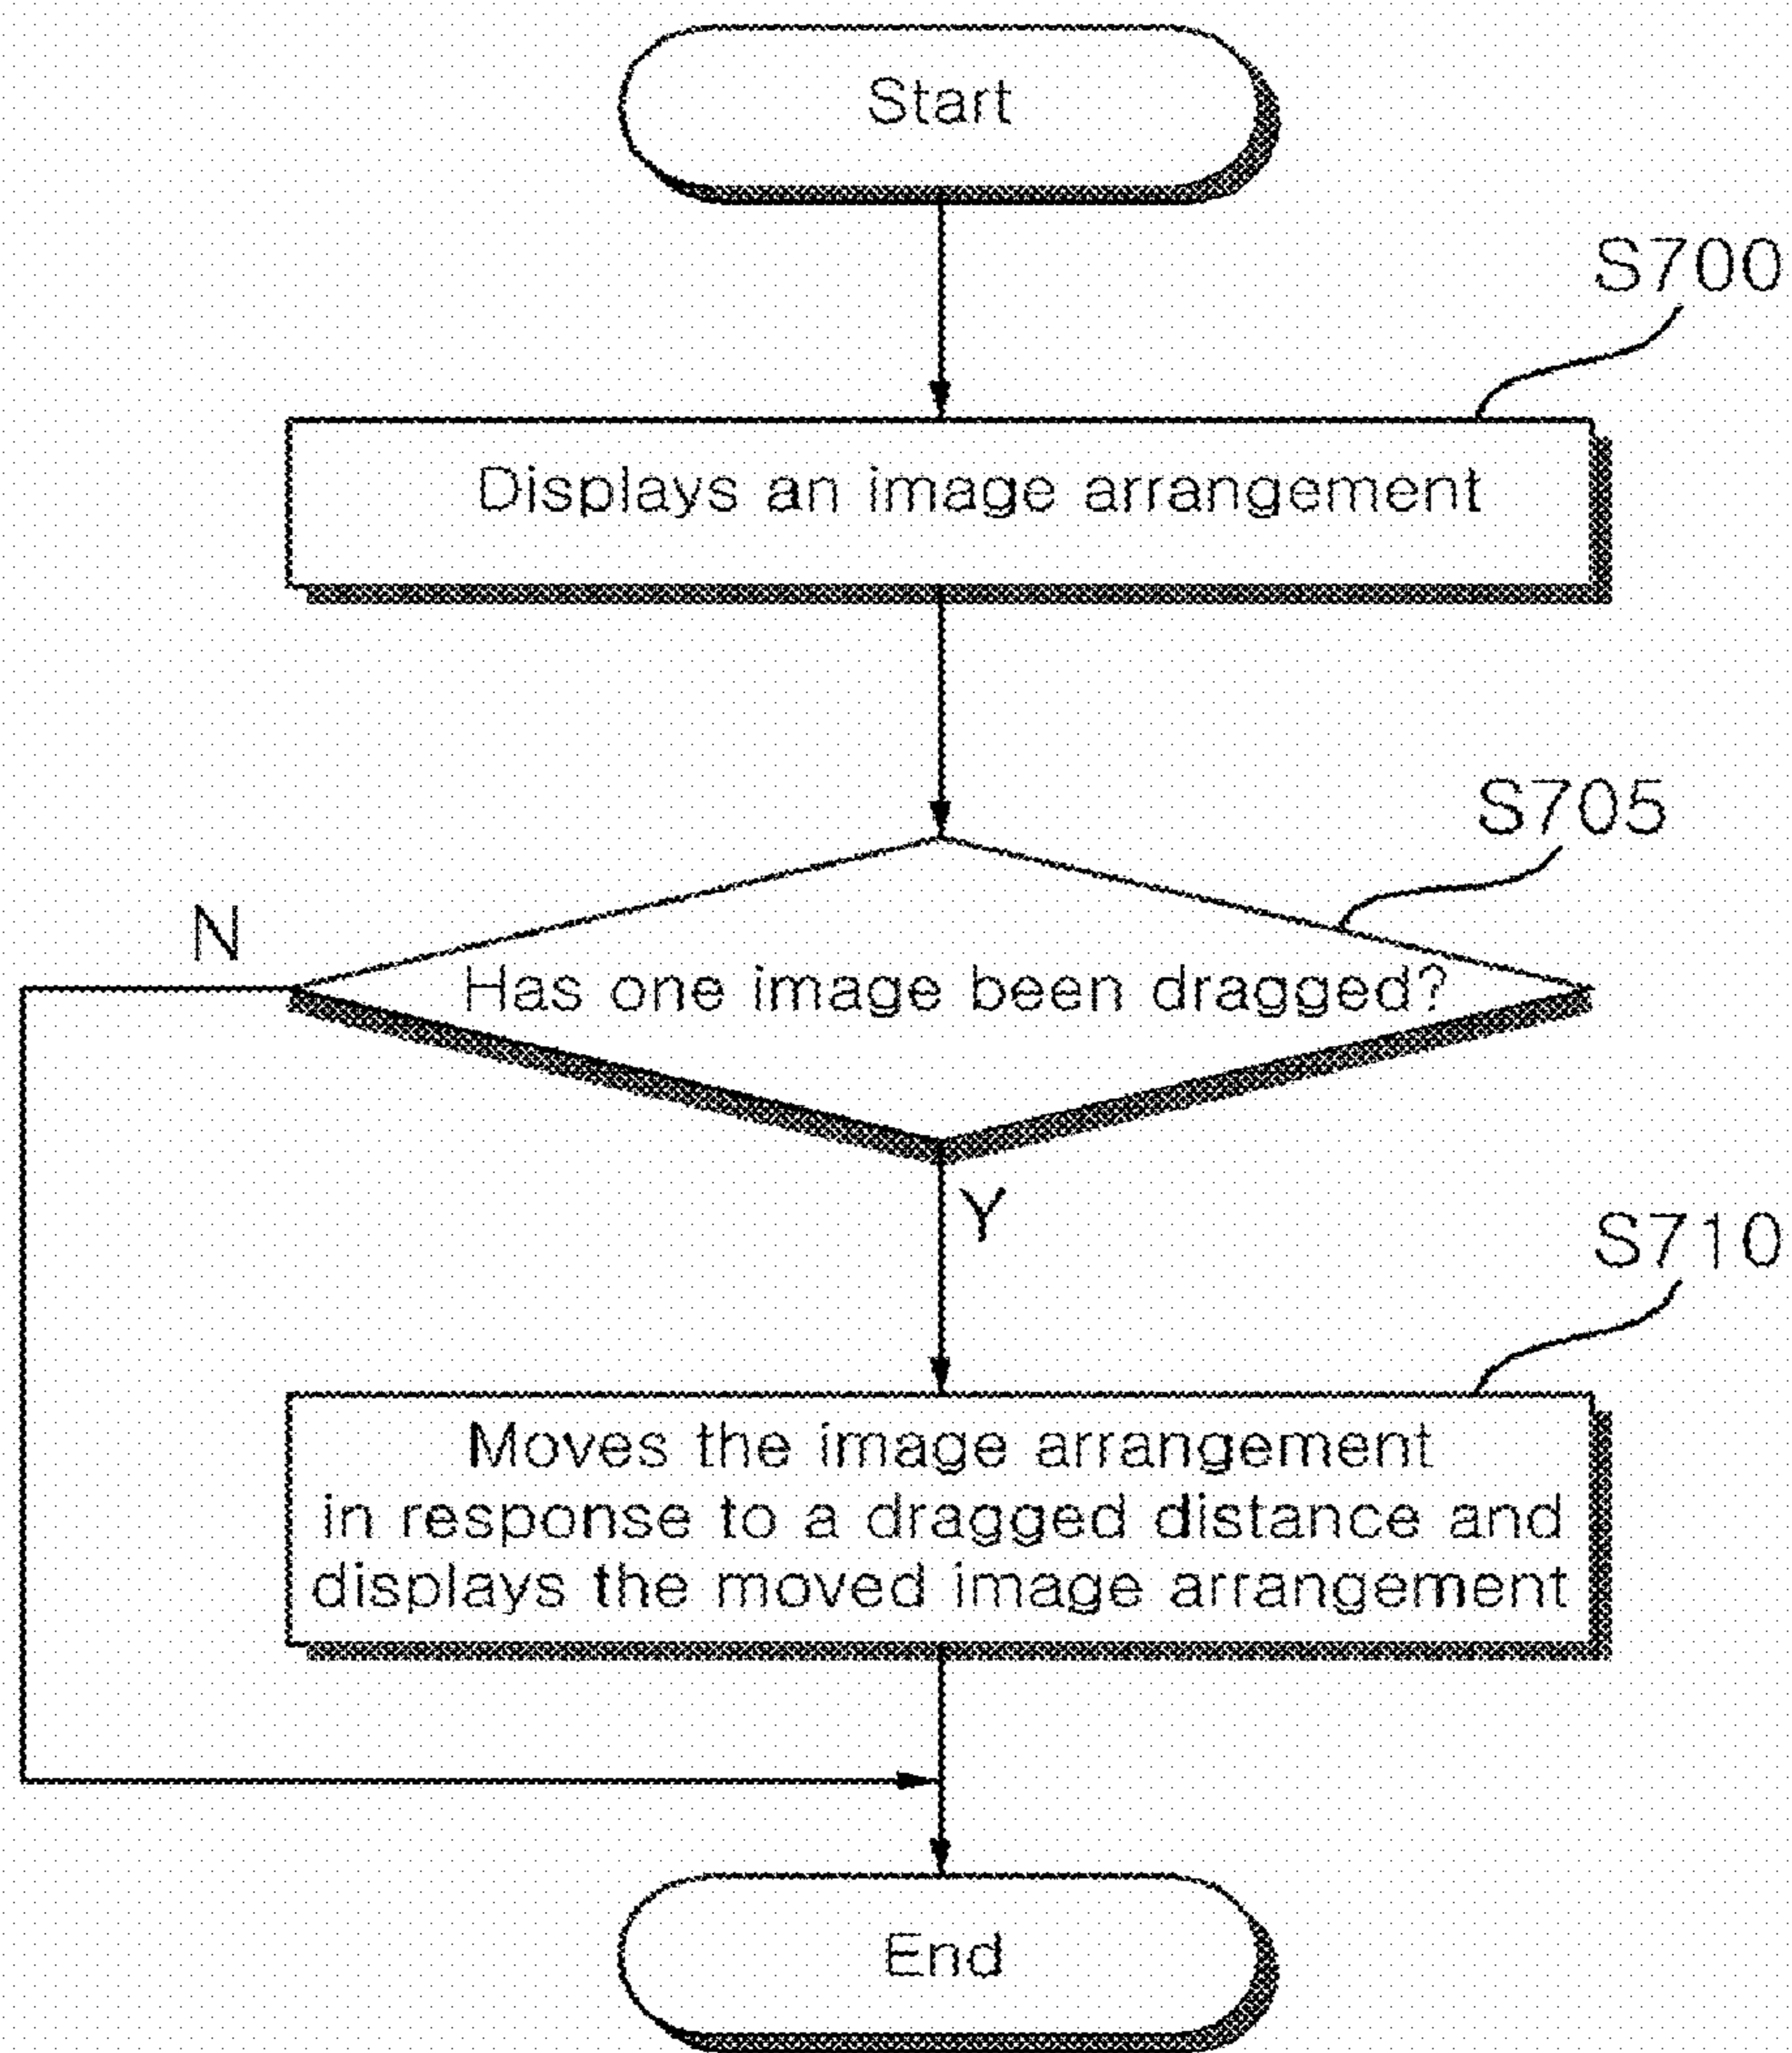 Start
S700
Displays an image arrangement
S705
N
Has one image been dragged?
Y
S710
Moves the image arrangement
in response to a dragged distance and
displays the moved image arrangement
End